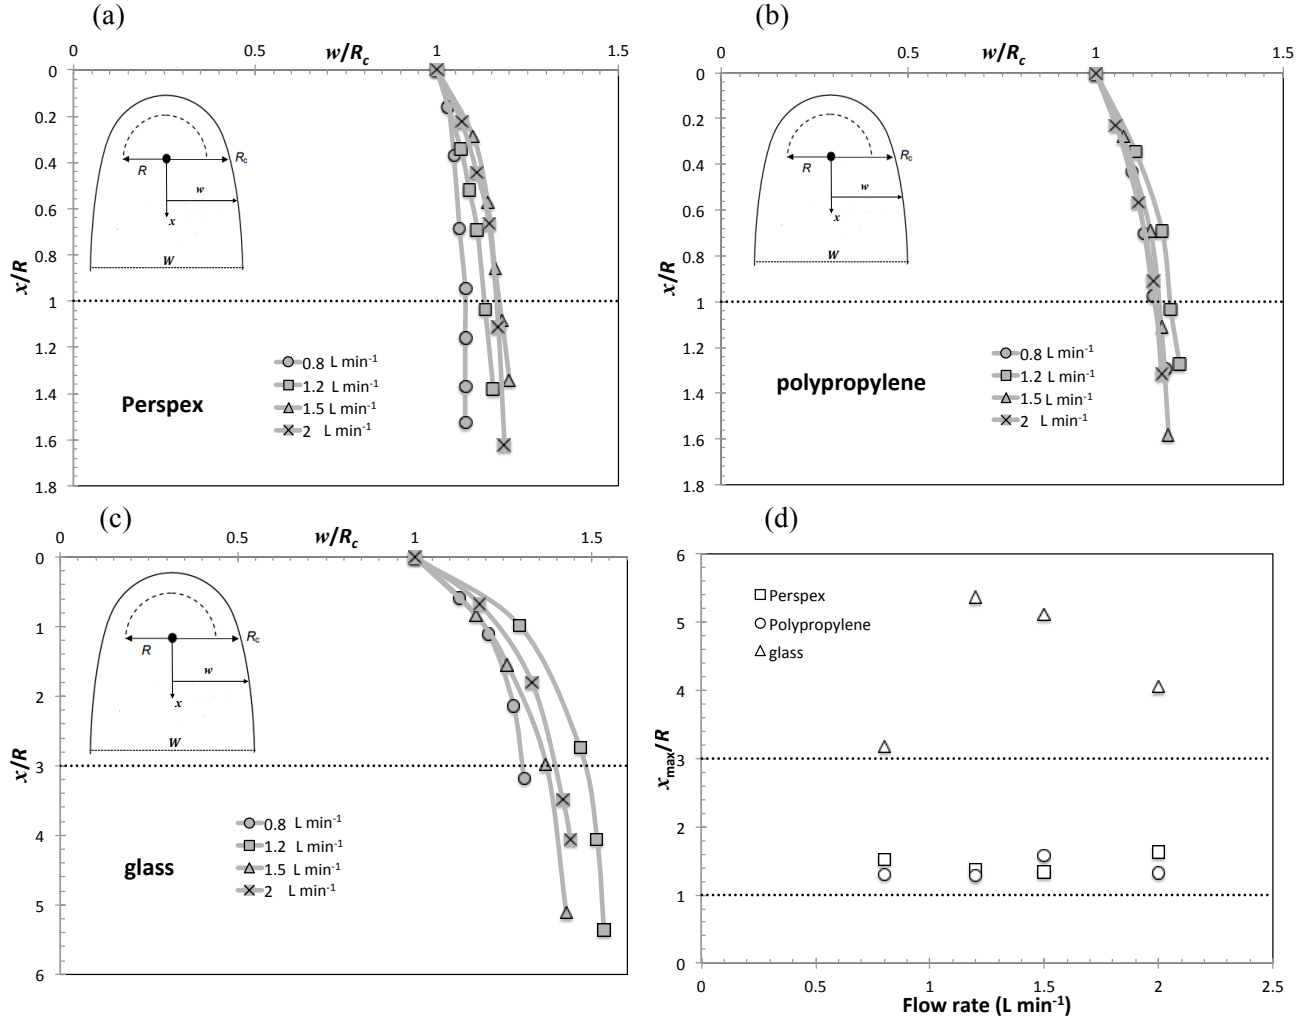 (a)
0 0.5 1 1.5
w/Rc
0
0.2
0.4
0.6
0.8
1
1.2
1.4
1.6
1.8
x/R
R
Rc
w
x
W
0.8 L min-1
1.2 L min-1
1.5 L min-1
2 L min-1
Perspex
(b)
0 0.5 1 1.5
w/Rc
0
0.2
0.4
0.6
0.8
1
1.2
1.4
1.6
1.8
x/R
R
Rc
w
x
W
0.8 L min-1
1.2 L min-1
1.5 L min-1
2 L min-1
polypropylene
(c)
0 0.5 1 1.5
w/Rc
0
1
2
3
4
5
6
x/R
R
Rc
w
x
W
0.8 L min-1
1.2 L min-1
1.5 L min-1
2 L min-1
glass
(d)
6
5
4
3
2
1
0
xmax/R
Perspex
Polypropylene
glass
0 0.5 1 1.5 2 2.5
Flow rate (L min-1)